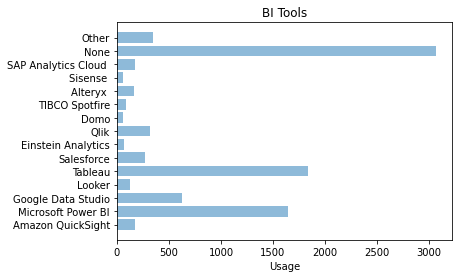 BI Tools
Other
None
SAP Analytics Cloud
Sisense
Alteryx
TIBCO Spotfire
Domo
Qlik
Einstein Analytics
Salesforce
Tableau
Looker
Google Data Studio
Microsoft Power BI
Amazon QuickSight
0 500 1000 1500 2000 2500 3000
Usage